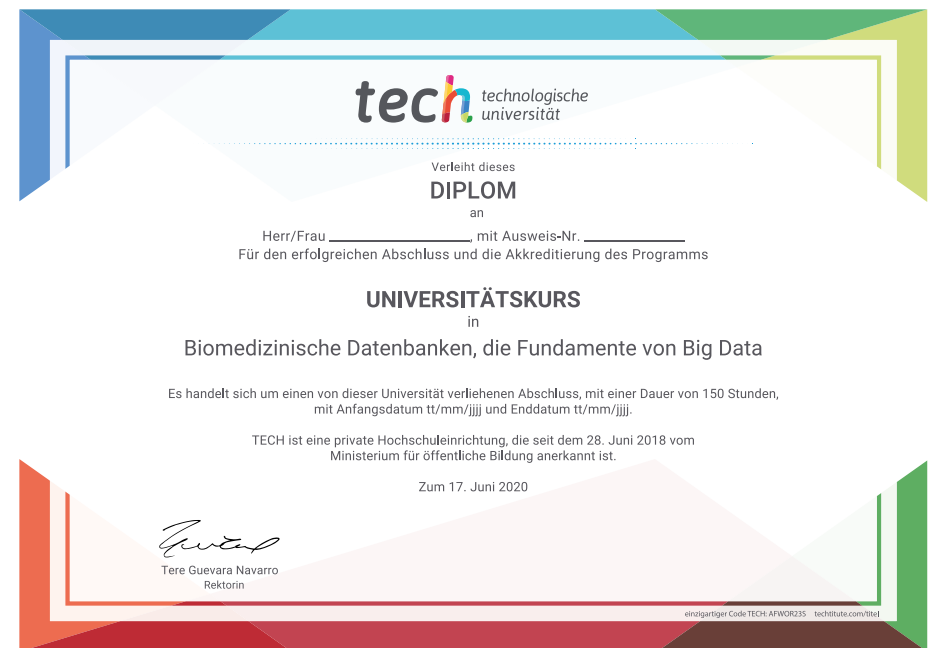 tech technologische
universität
Verleiht dieses
DIPLOM
an
Herr/Frau ____________________, mit Ausweis-Nr. ______________
Für den erfolgreichen Abschluss und die Akkreditierung des Programms
UNIVERSITÄTSKURS
in
Biomedizinische Datenbanken, die Fundamente von Big Data
Es handelt sich um einen von dieser Universität verliehenen Abschluss, mit einer Dauer von 150 Stunden,
mit Anfangsdatum tt/mm/jjjj und Enddatum tt/mm/jjjj.
TECH ist eine private Hochschuleinrichtung, die seit dem 28. Juni 2018 vom
Ministerium für öffentliche Bildung anerkannt ist.
Zum 17. Juni 2020
Tere Guevara Navarro
Rektorin
einzigartiger Code TECH: AFWOR23S techtitute.com/titel